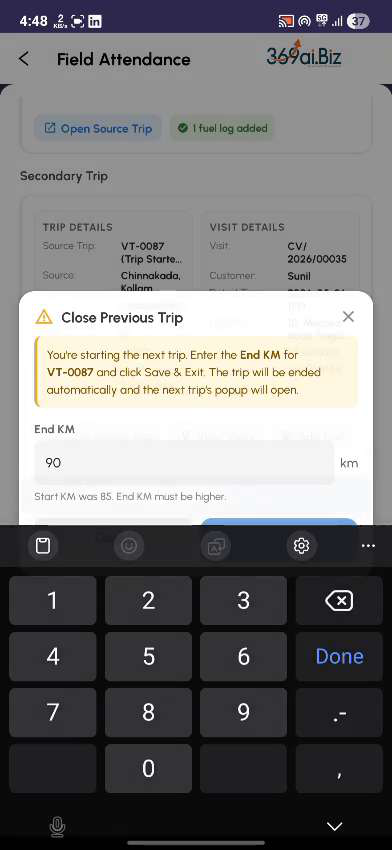 4:48 2 KB/s 5G 37
Field Attendance
369ai.Biz
Open Source Trip
1 fuel log added
Secondary Trip
TRIP DETAILS
VISIT DETAILS
Source Trip:
VT-0087
(Trip Starte...
Visit:
CV/
2026/00035
Source:
Chinnakada,
Kollam
Customer:
Sunil
Close Previous Trip
You're starting the next trip. Enter the End KM for
VT-0087 and click Save & Exit. The trip will be ended
automatically and the next trip's popup will open.
End KM
90
km
Start KM was 85. End KM must be higher.
1
2
3
4
5
6
Done
7
8
9
.-
0
,